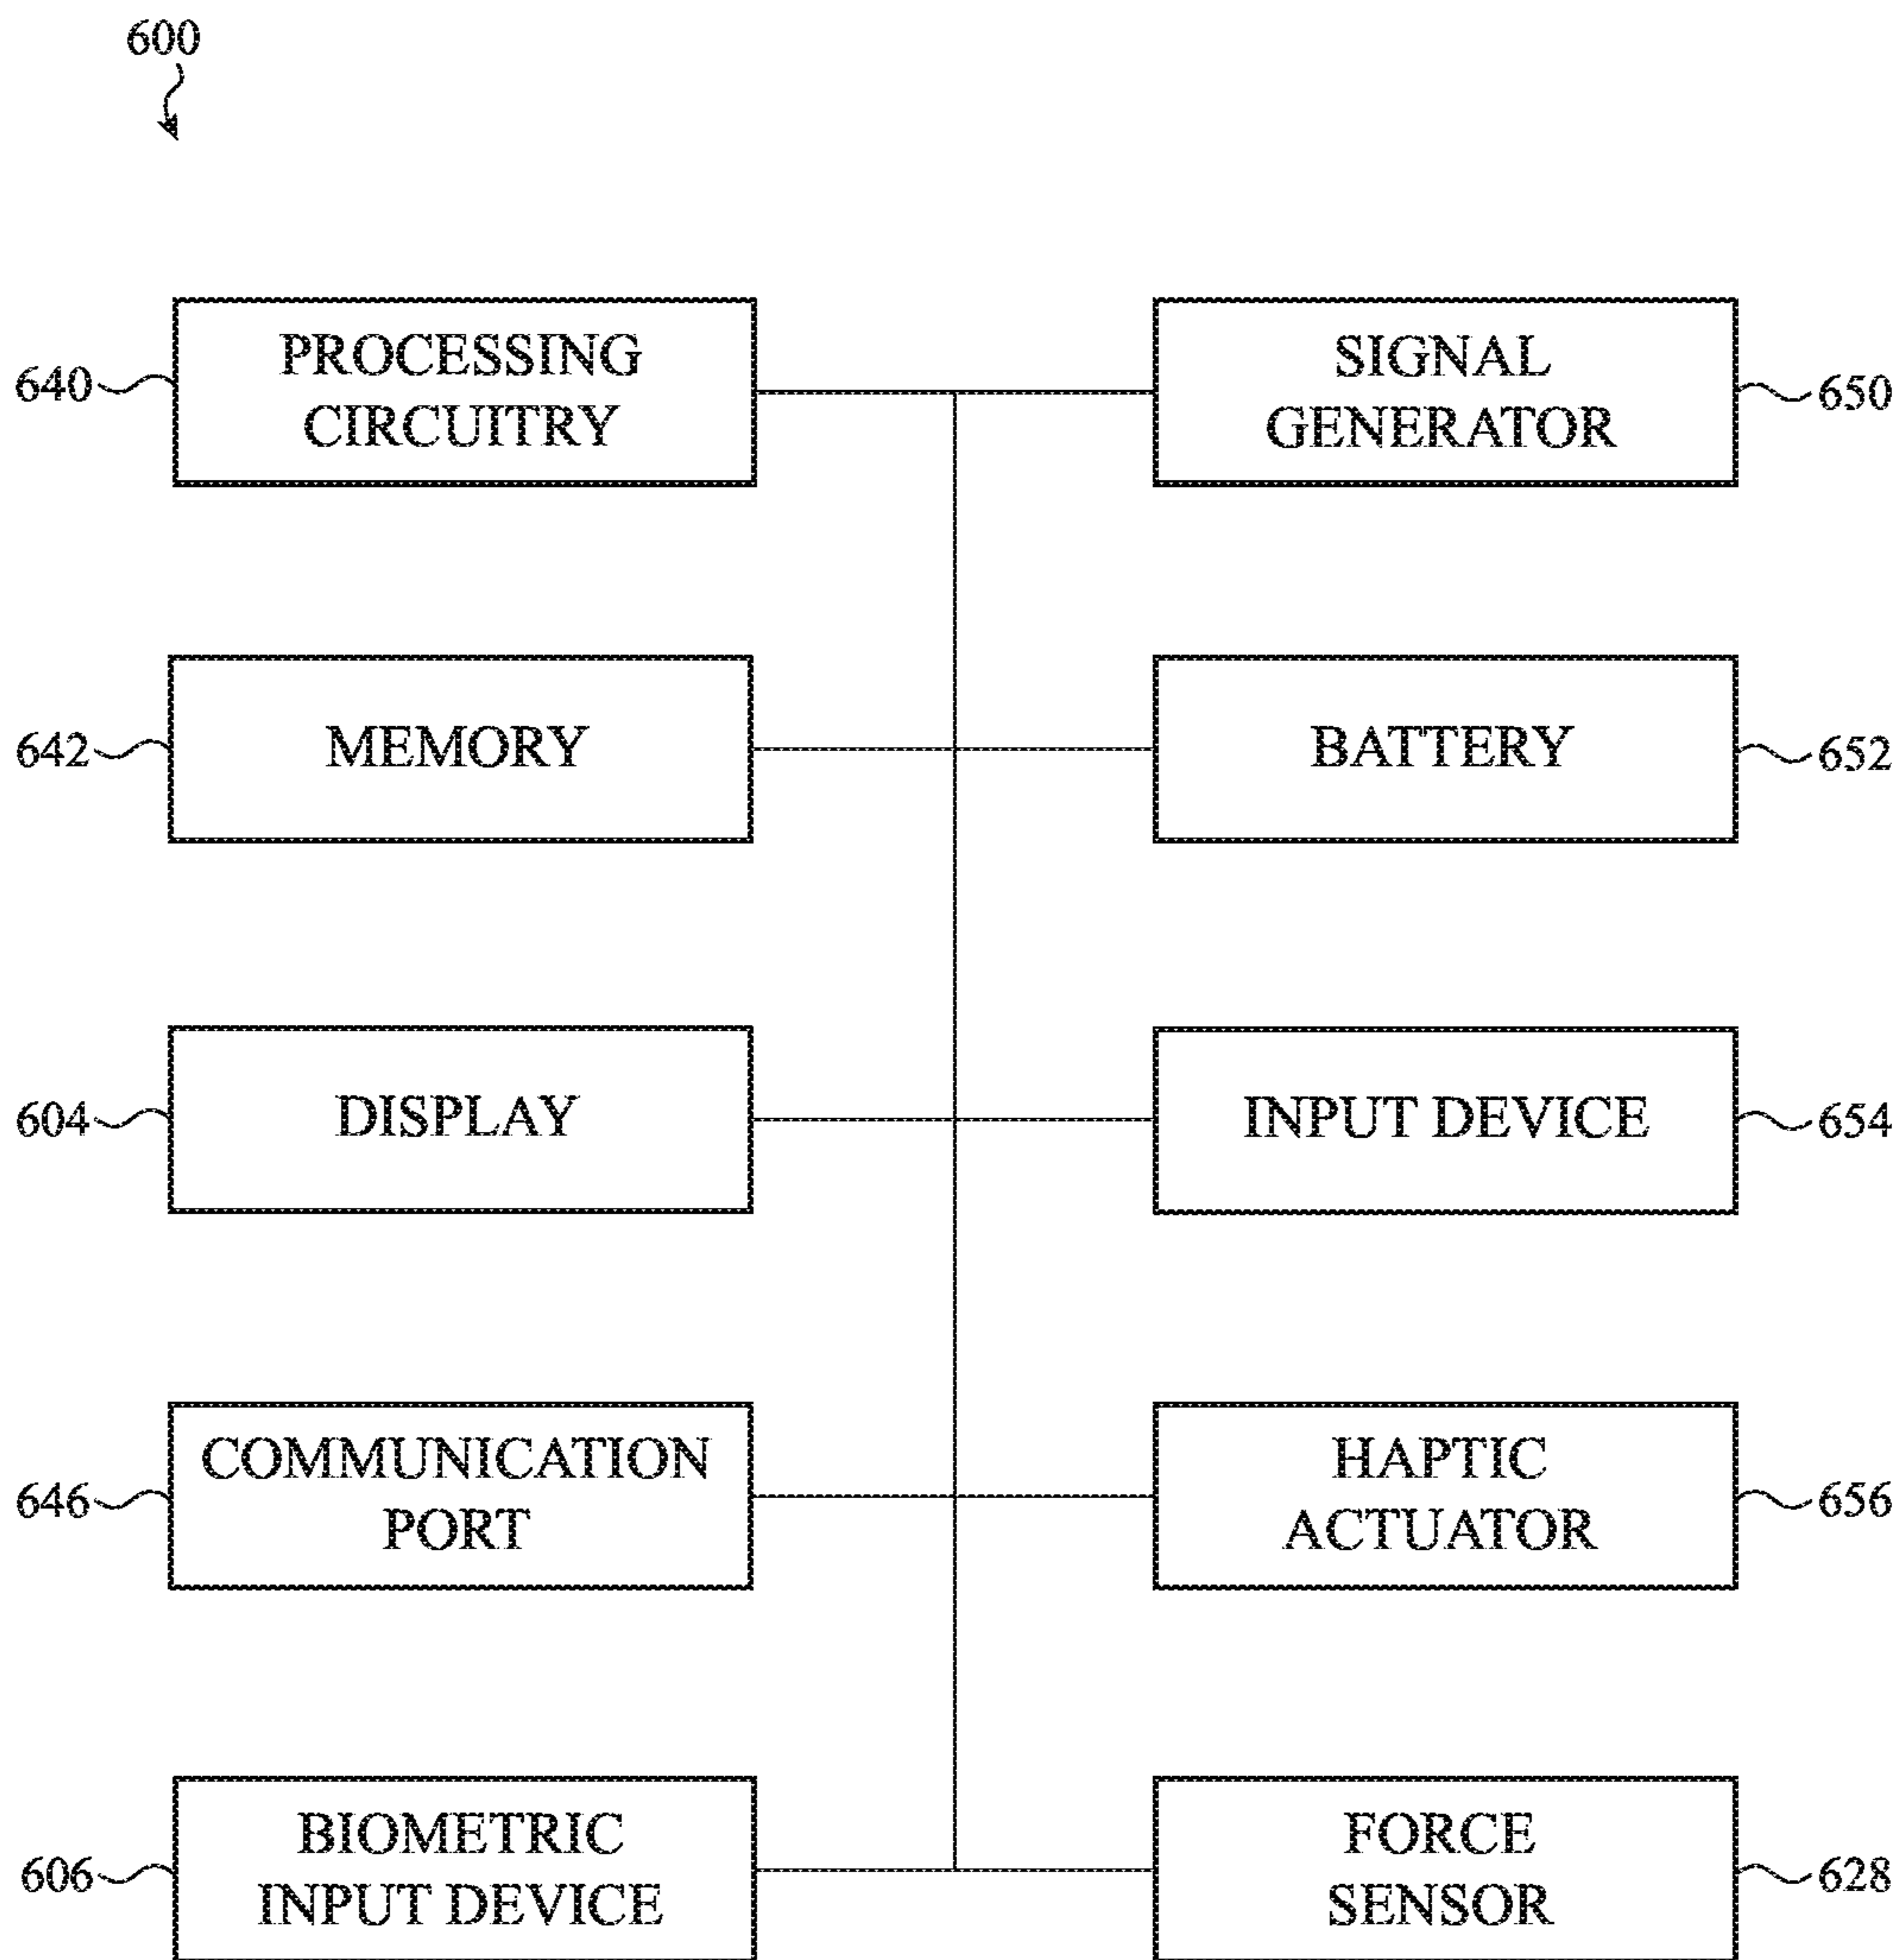 600
640
PROCESSING
CIRCUITRY
SIGNAL
GENERATOR
650
642
MEMORY
BATTERY
652
604
DISPLAY
INPUT DEVICE
654
646
COMMUNICATION
PORT
HAPTIC
ACTUATOR
656
606
BIOMETRIC
INPUT DEVICE
FORCE
SENSOR
628